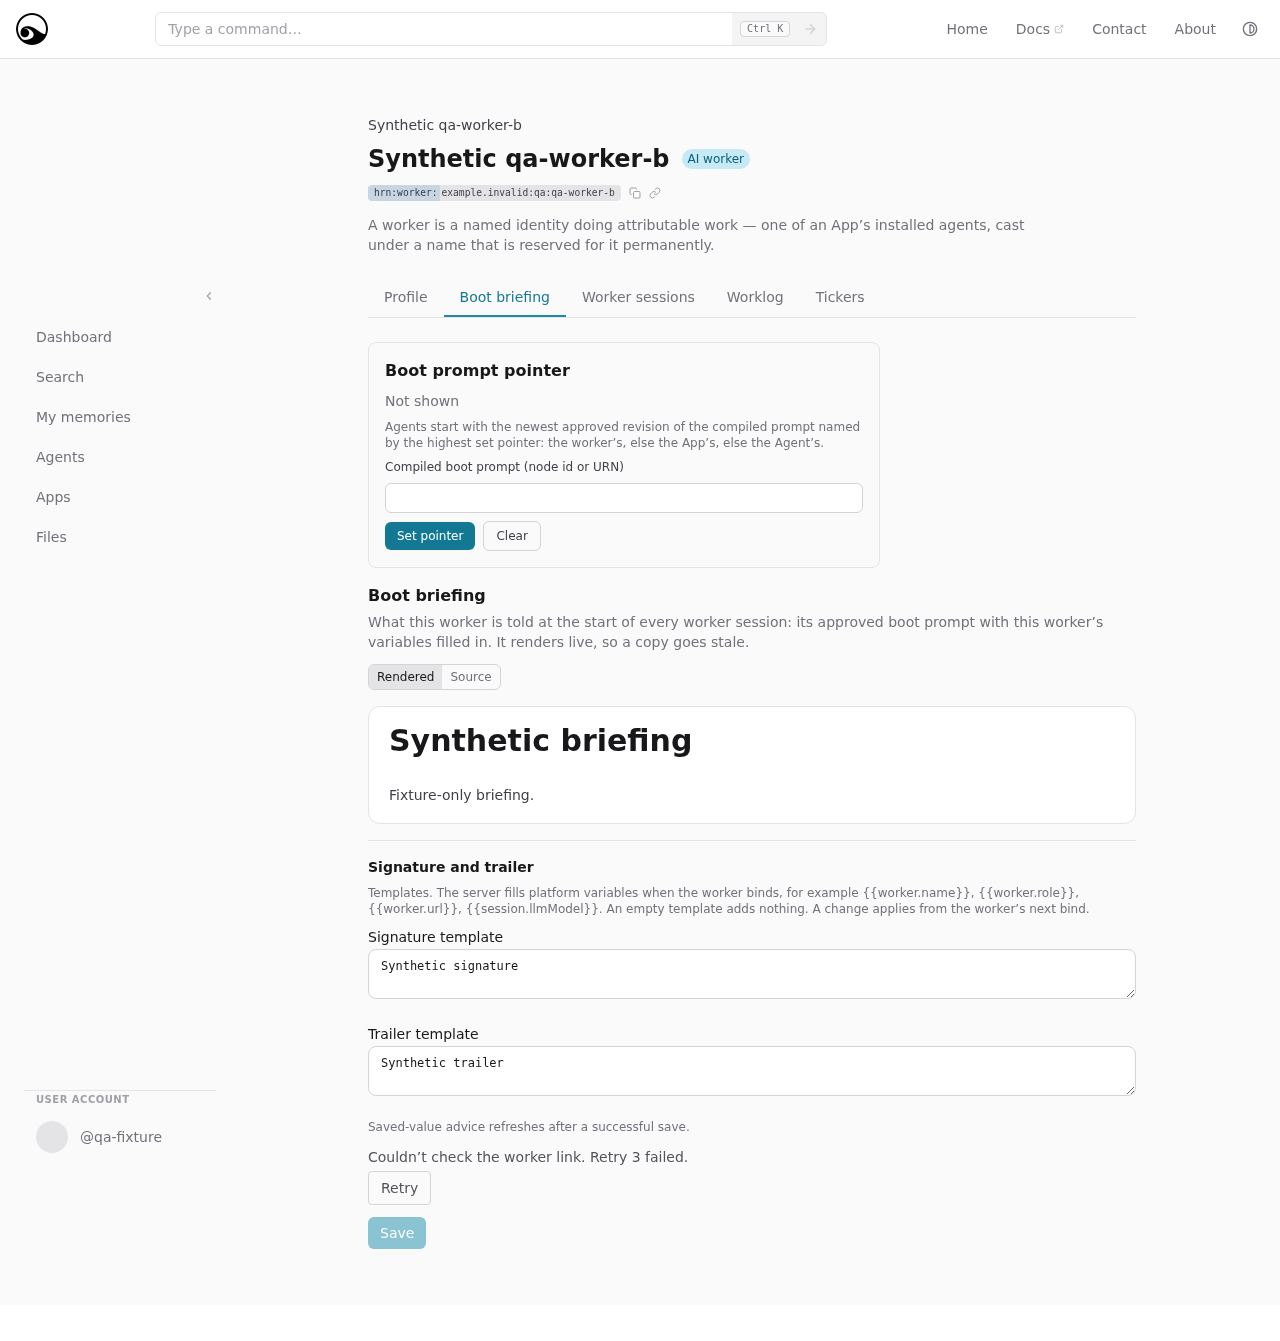 Type a command...
Ctrl K
Home
Docs
Contact
About
Synthetic qa-worker-b
Synthetic qa-worker-b
AI worker
hrn:worker:example.invalid:qa:qa-worker-b
A worker is a named identity doing attributable work — one of an App’s installed agents, cast
under a name that is reserved for it permanently.
Profile
Boot briefing
Worker sessions
Worklog
Tickers
Dashboard
Search
My memories
Agents
Apps
Files
Boot prompt pointer
Not shown
Agents start with the newest approved revision of the compiled prompt named
by the highest set pointer: the worker’s, else the App’s, else the Agent’s.
Compiled boot prompt (node id or URN)
Set pointer
Clear
Boot briefing
What this worker is told at the start of every worker session: its approved boot prompt with this worker’s
variables filled in. It renders live, so a copy goes stale.
Rendered
Source
Synthetic briefing
Fixture-only briefing.
Signature and trailer
Templates. The server fills platform variables when the worker binds, for example {{worker.name}}, {{worker.role}},
{{worker.url}}, {{session.llmModel}}. An empty template adds nothing. A change applies from the worker’s next bind.
Signature template
Synthetic signature
Trailer template
Synthetic trailer
Saved-value advice refreshes after a successful save.
Couldn’t check the worker link. Retry 3 failed.
Retry
Save
USER ACCOUNT
@qa-fixture